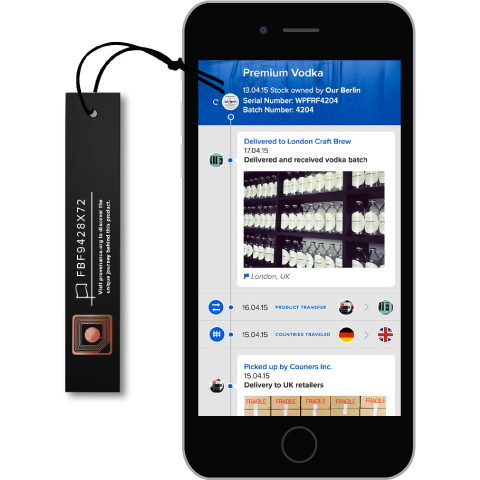 FBF9428X72
Visit provenance.org to discover the
unique journey behind this product.
Premium Vodka
13.04.15 Stock owned by Our Berlin
Serial Number: WPFRF4204
Batch Number: 4204
Delivered to London Craft Brew
17.04.15
Delivered and received vodka batch
London, UK
16.04.15 PRODUCT TRANSFER
15.04.15 COUNTRIES TRAVELED
Picked up by Couriers Inc.
15.04.15
Delivery to UK retailers
FRAGILE FRAGILE FRAGILE FRAGILE FRAGILE